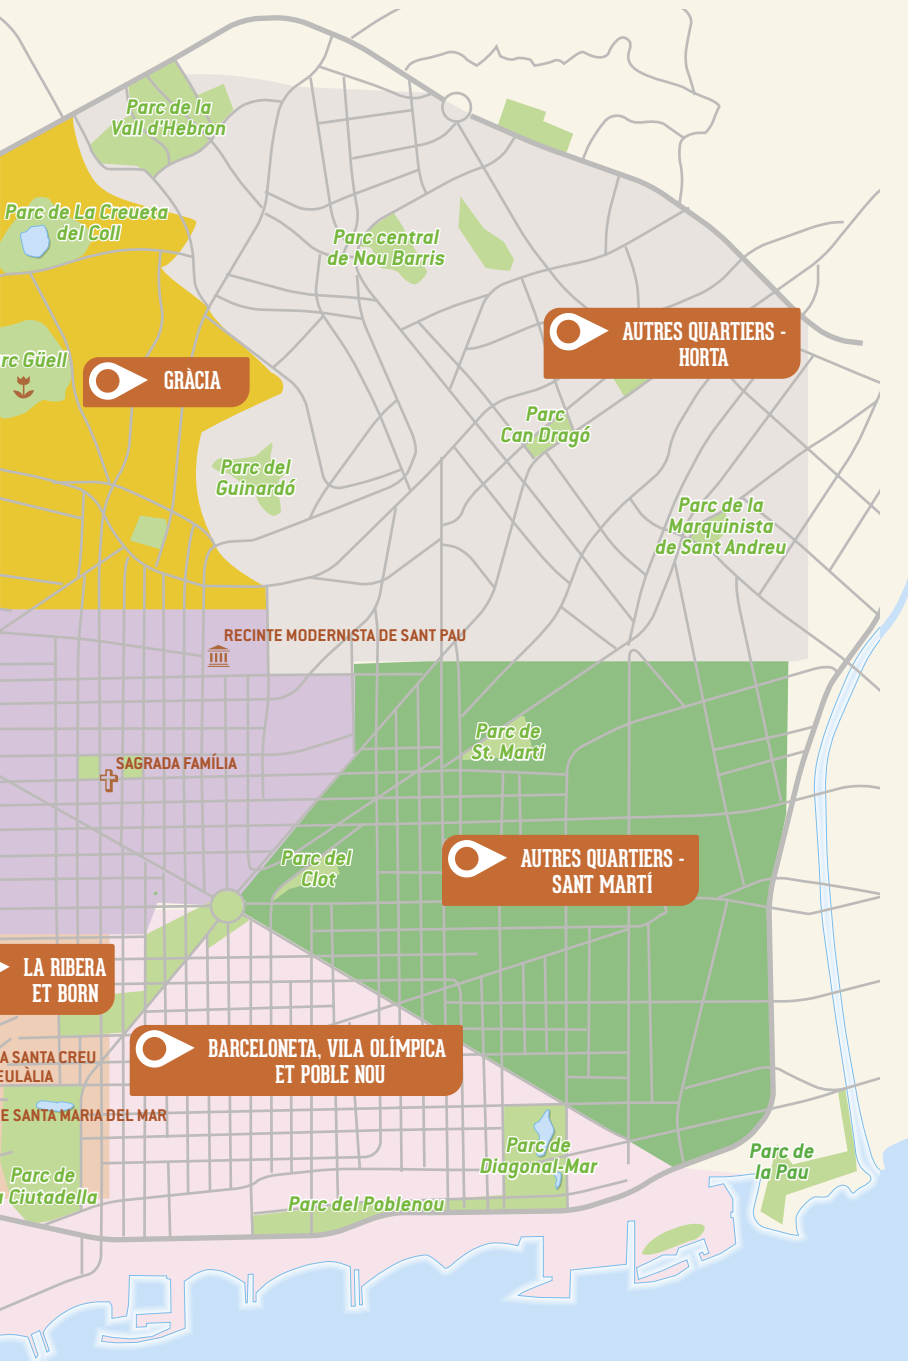 Parc de la
Vall d'Hebron
Parc de La Creueta
del Coll
Parc central
de Nou Barris
AUTRES QUARTIERS -
HORTA
rc Güell
GRÀCIA
Parc
Can Dragó
Parc del
Guinardó
Parc de la
Marquinista
de Sant Andreu
RECINTE MODERNISTA DE SANT PAU
Parc de
St. Marti
SAGRADA FAMÍLIA
Parc del
Clot
AUTRES QUARTIERS -
SANT MARTÍ
LA RIBERA
ET BORN
BARCELONETA, VILA OLÍMPICA
ET POBLE NOU
A SANTA CREU
EULÀLIA
E SANTA MARIA DEL MAR
Parc de
Diagonal-Mar
Parc de
la Pau
Parc de
a Ciutadella
Parc del Poblenou